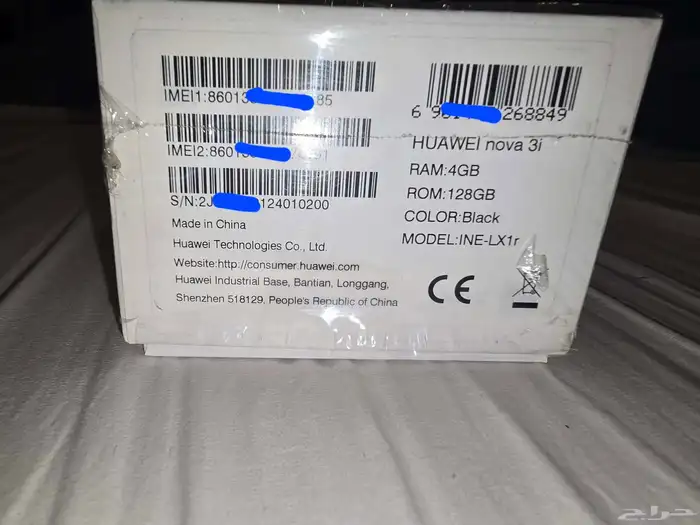 IMEI1:86013 85
IMEI2:8601
S/N:2J 124010200
Made in China
Huawei Technologies Co., Ltd.
Website:http://consumer.huawei.com
Huawei Industrial Base, Bantian, Longgang,
Shenzhen 518129, People's Republic of China
6 268849
HUAWEI nova 3i
RAM:4GB
ROM:128GB
COLOR:Black
MODEL:INE-LX1r
CE
حراج